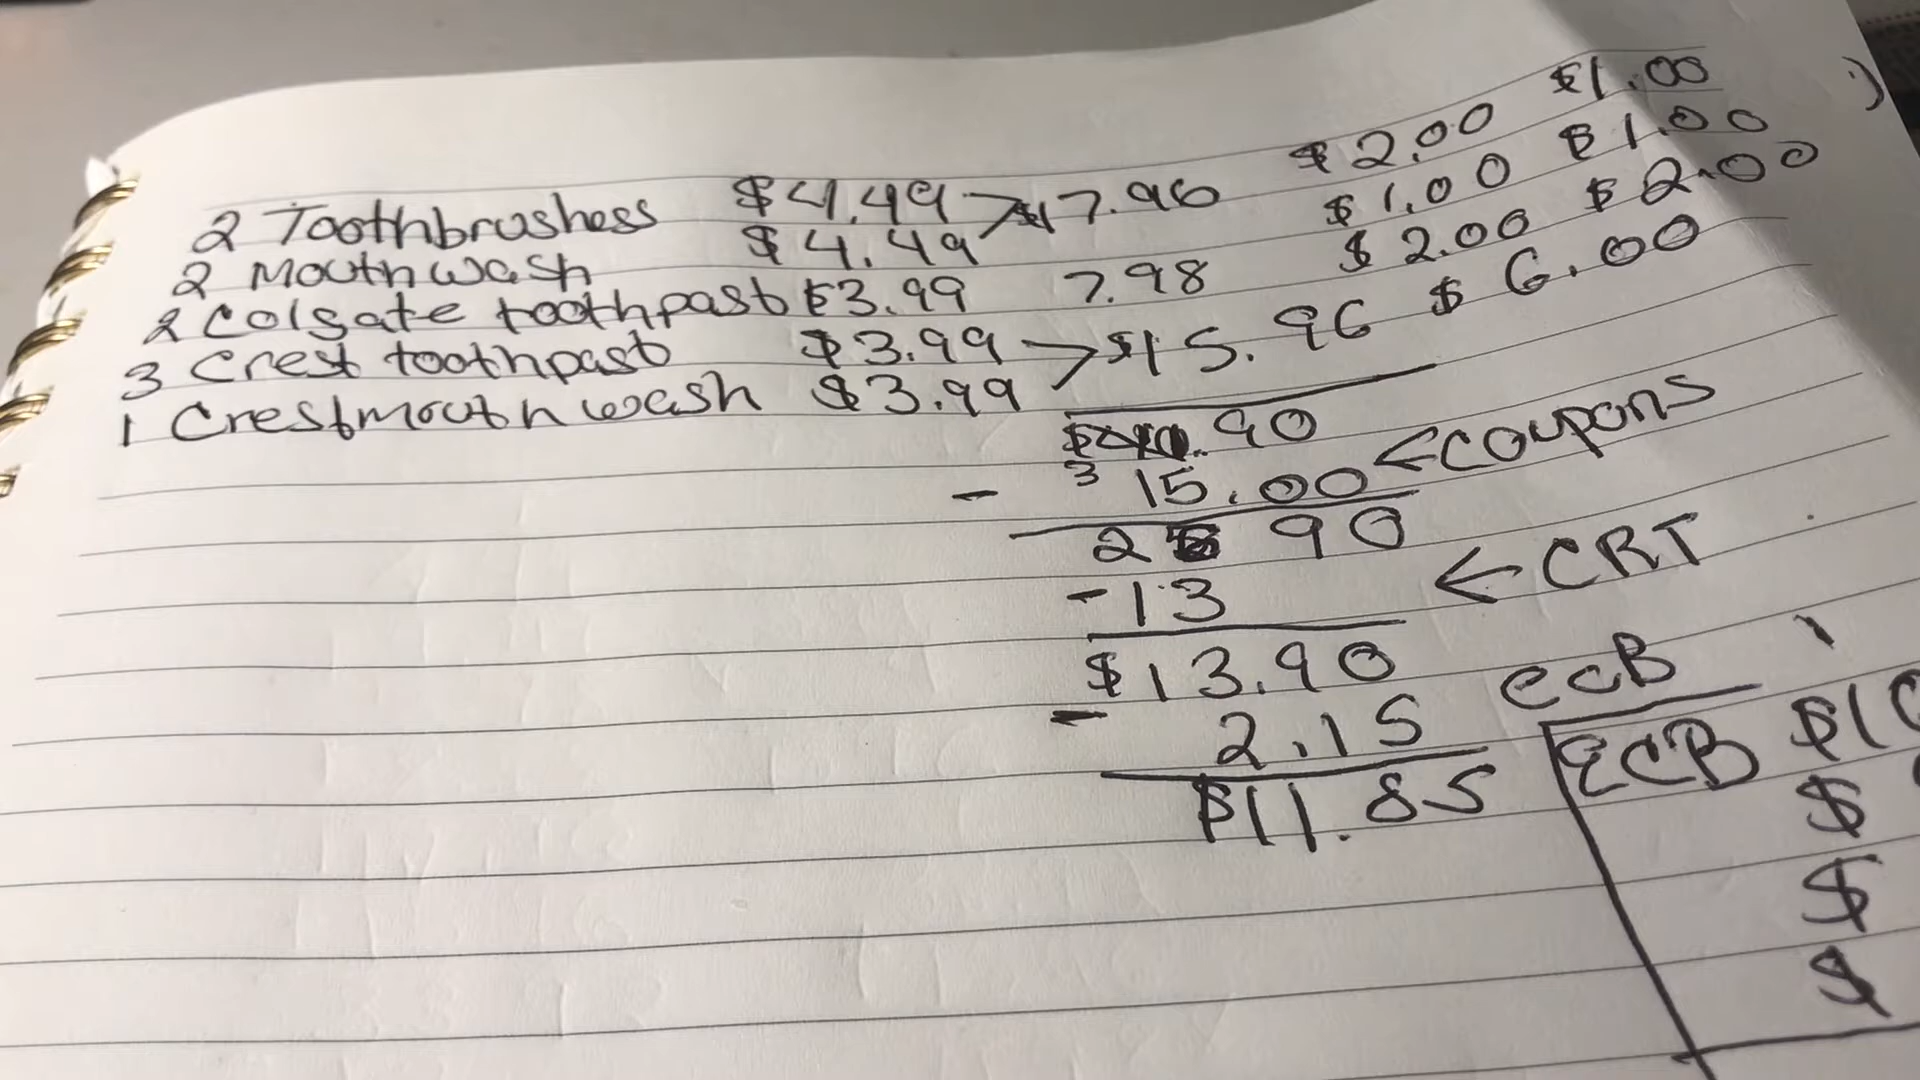 2 Toothbrushess $4.49 > $17.96 $2.00 $1.00
2 Mouthwash $4.49 $1.00 $1.00
2 Colgate toothpast $3.99 7.98 $2.00 $2.00
3 Crest toothpast $3.99 > $15.96 $6.00
1 Crestmouthwash $3.99
.90
- 15.00 ← Coupons
2 90
-13 ← CRT
$13.90
- 2.15 ecB
$11.85
ECB $10
$
$
$